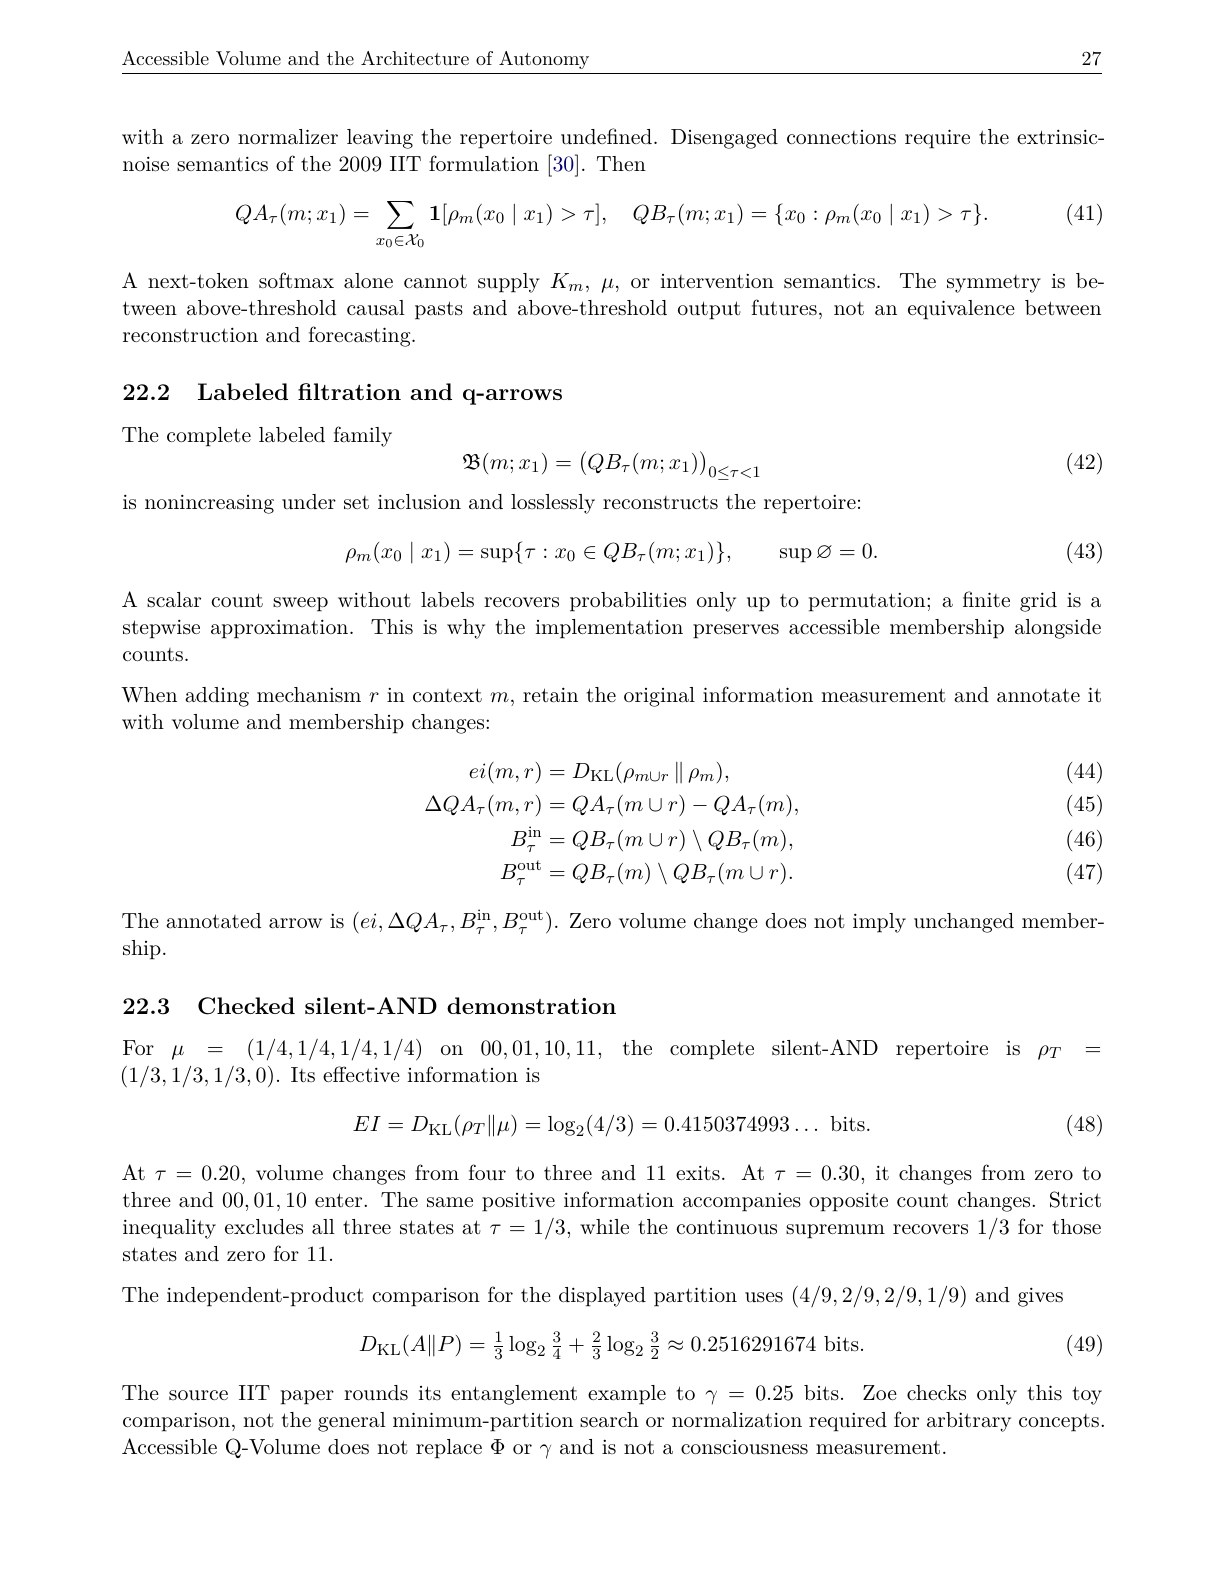 Accessible Volume and the Architecture of Autonomy 27
with a zero normalizer leaving the repertoire undefined. Disengaged connections require the extrinsic-
noise semantics of the 2009 IIT formulation [30]. Then
QA_τ(m; x₁) = ∑_{x₀∈𝒳₀} 𝟏[ρ_m(x₀ | x₁) > τ], QB_τ(m; x₁) = {x₀ : ρ_m(x₀ | x₁) > τ}. (41)
A next-token softmax alone cannot supply K_m, μ, or intervention semantics. The symmetry is be-
tween above-threshold causal pasts and above-threshold output futures, not an equivalence between
reconstruction and forecasting.
22.2 Labeled filtration and q-arrows
The complete labeled family
𝔅(m; x₁) = (QB_τ(m; x₁))_{0≤τ<1} (42)
is nonincreasing under set inclusion and losslessly reconstructs the repertoire:
ρ_m(x₀ | x₁) = sup{τ : x₀ ∈ QB_τ(m; x₁)}, sup ∅ = 0. (43)
A scalar count sweep without labels recovers probabilities only up to permutation; a finite grid is a
stepwise approximation. This is why the implementation preserves accessible membership alongside
counts.
When adding mechanism r in context m, retain the original information measurement and annotate it
with volume and membership changes:
ei(m, r) = D_KL(ρ_{m∪r} ∥ ρ_m), (44)
ΔQA_τ(m, r) = QA_τ(m ∪ r) − QA_τ(m), (45)
B_τ^in = QB_τ(m ∪ r) \ QB_τ(m), (46)
B_τ^out = QB_τ(m) \ QB_τ(m ∪ r). (47)
The annotated arrow is (ei, ΔQA_τ, B_τ^in, B_τ^out). Zero volume change does not imply unchanged member-
ship.
22.3 Checked silent-AND demonstration
For μ = (1/4, 1/4, 1/4, 1/4) on 00, 01, 10, 11, the complete silent-AND repertoire is ρ_T =
(1/3, 1/3, 1/3, 0). Its effective information is
EI = D_KL(ρ_T∥μ) = log₂(4/3) = 0.4150374993… bits. (48)
At τ = 0.20, volume changes from four to three and 11 exits. At τ = 0.30, it changes from zero to
three and 00, 01, 10 enter. The same positive information accompanies opposite count changes. Strict
inequality excludes all three states at τ = 1/3, while the continuous supremum recovers 1/3 for those
states and zero for 11.
The independent-product comparison for the displayed partition uses (4/9, 2/9, 2/9, 1/9) and gives
D_KL(A∥P) = 1/3 log₂ 3/4 + 2/3 log₂ 3/2 ≈ 0.2516291674 bits. (49)
The source IIT paper rounds its entanglement example to γ = 0.25 bits. Zoe checks only this toy
comparison, not the general minimum-partition search or normalization required for arbitrary concepts.
Accessible Q-Volume does not replace Φ or γ and is not a consciousness measurement.